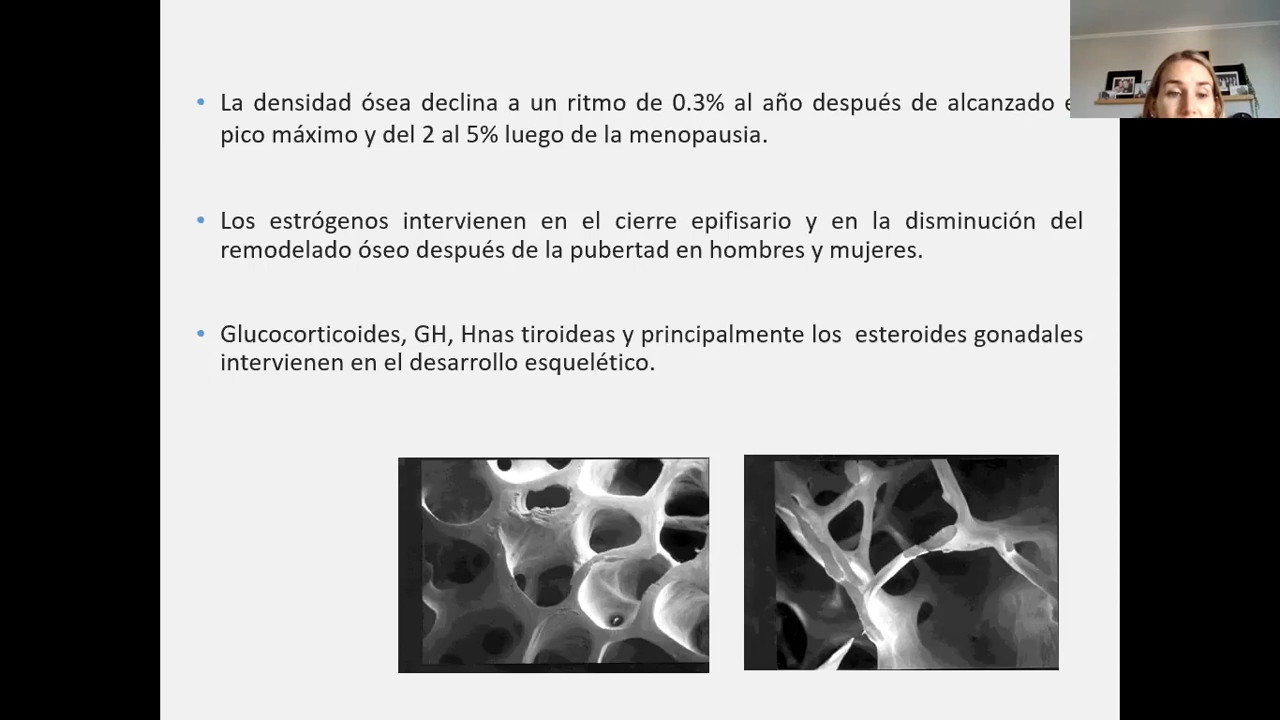 • La densidad ósea declina a un ritmo de 0.3% al año después de alcanzado
pico máximo y del 2 al 5% luego de la menopausia.
• Los estrógenos intervienen en el cierre epifisario y en la disminución del
remodelado óseo después de la pubertad en hombres y mujeres.
• Glucocorticoides, GH, Hnas tiroideas y principalmente los esteroides gonadales
intervienen en el desarrollo esquelético.